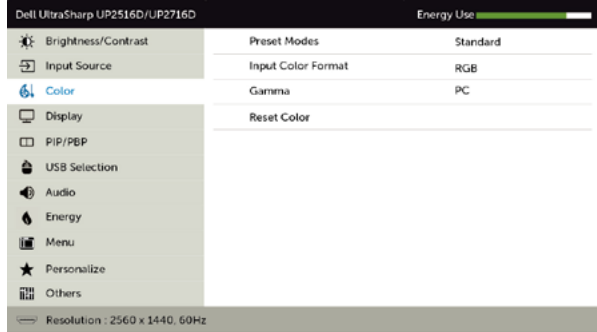 Dell UltraSharp UP2516D/UP2716D Energy Use
Brightness/Contrast Preset Modes Standard
Input Source Input Color Format RGB
Color Gamma PC
Display Reset Color
PIP/PBP
USB Selection
Audio
Energy
Menu
Personalize
Others
Resolution : 2560 x 1440, 60Hz